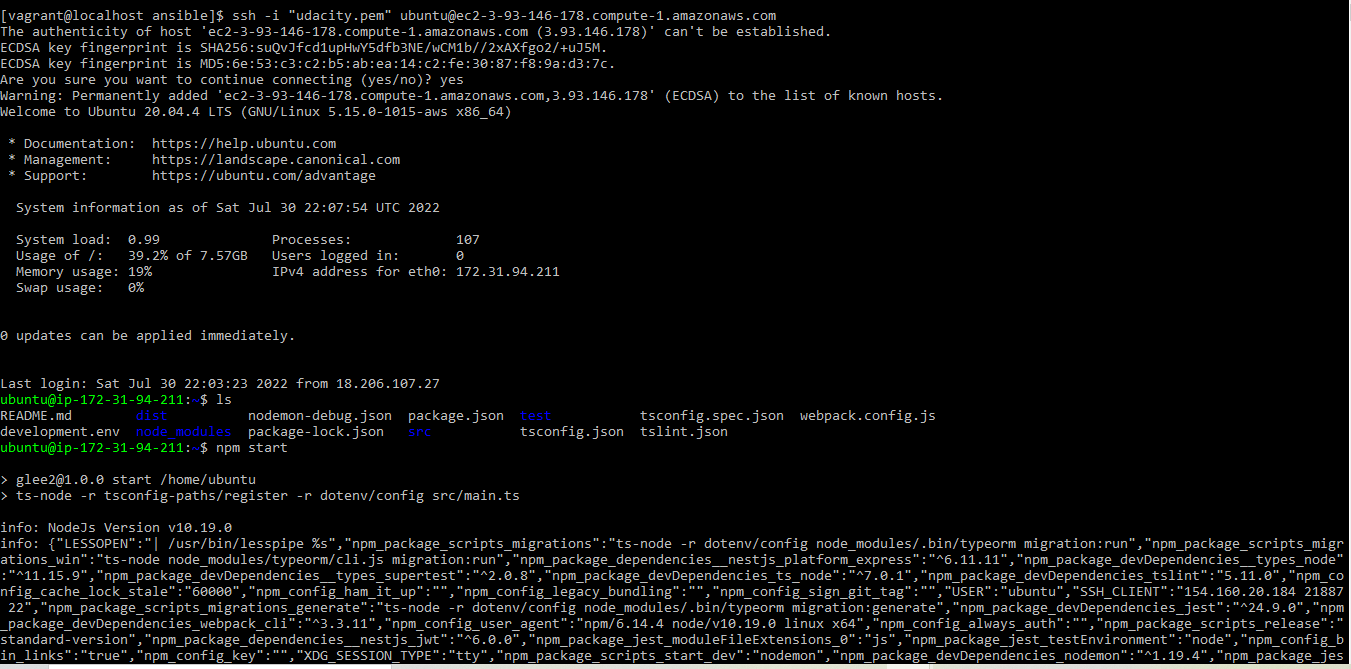 [vagrant@localhost ansible]$ ssh -i "udacity.pem" ubuntu@ec2-3-93-146-178.compute-1.amazonaws.com
The authenticity of host 'ec2-3-93-146-178.compute-1.amazonaws.com (3.93.146.178)' can't be established.
ECDSA key fingerprint is SHA256:suQvJfcd1upHwY5dfb3NE/wCM1b//2xAXfgo2/+uJ5M.
ECDSA key fingerprint is MD5:6e:53:c3:c2:b5:ab:ea:14:c2:fe:30:87:f8:9a:d3:7c.
Are you sure you want to continue connecting (yes/no)? yes
Warning: Permanently added 'ec2-3-93-146-178.compute-1.amazonaws.com,3.93.146.178' (ECDSA) to the list of known hosts.
Welcome to Ubuntu 20.04.4 LTS (GNU/Linux 5.15.0-1015-aws x86_64)
* Documentation:  https://help.ubuntu.com
* Management:     https://landscape.canonical.com
* Support:        https://ubuntu.com/advantage
System information as of Sat Jul 30 22:07:54 UTC 2022
System load:  0.99              Processes:             107
Usage of /:   39.2% of 7.57GB   Users logged in:       0
Memory usage: 19%               IPv4 address for eth0: 172.31.94.211
Swap usage:   0%
0 updates can be applied immediately.
Last login: Sat Jul 30 22:03:23 2022 from 18.206.107.27
ubuntu@ip-172-31-94-211:~$ ls
README.md        dist          nodemon-debug.json  package.json  test           tsconfig.spec.json  webpack.config.js
development.env  node_modules  package-lock.json   src           tsconfig.json  tslint.json
ubuntu@ip-172-31-94-211:~$ npm start
> glee2@1.0.0 start /home/ubuntu
> ts-node -r tsconfig-paths/register -r dotenv/config src/main.ts
info: NodeJs Version v10.19.0
info: {"LESSOPEN":"| /usr/bin/lesspipe %s","npm_package_scripts_migrations":"ts-node -r dotenv/config node_modules/.bin/typeorm migration:run","npm_package_scripts_migr
ations_win":"ts-node node_modules/typeorm/cli.js migration:run","npm_package_dependencies__nestjs_platform_express":"^6.11.11","npm_package_devDependencies__types_node"
:"^11.15.9","npm_package_devDependencies__types_supertest":"^2.0.8","npm_package_devDependencies_ts_node":"^7.0.1","npm_package_devDependencies_tslint":"5.11.0","npm_co
nfig_cache_lock_stale":"60000","npm_config_ham_it_up":"","npm_config_legacy_bundling":"","npm_config_sign_git_tag":"","USER":"ubuntu","SSH_CLIENT":"154.160.20.184 21887
22","npm_package_scripts_migrations_generate":"ts-node -r dotenv/config node_modules/.bin/typeorm migration:generate","npm_package_devDependencies_jest":"^24.9.0","npm
_package_devDependencies_webpack_cli":"^3.3.11","npm_config_user_agent":"npm/6.14.4 node/v10.19.0 linux x64","npm_config_always_auth":"","npm_package_scripts_release":"
standard-version","npm_package_dependencies__nestjs_jwt":"^6.0.0","npm_package_jest_moduleFileExtensions_0":"js","npm_package_jest_testEnvironment":"node","npm_config_b
in_links":"true","npm_config_key":"","XDG_SESSION_TYPE":"tty","npm_package_scripts_start_dev":"nodemon","npm_package_devDependencies_nodemon":"^1.19.4","npm_package_jes